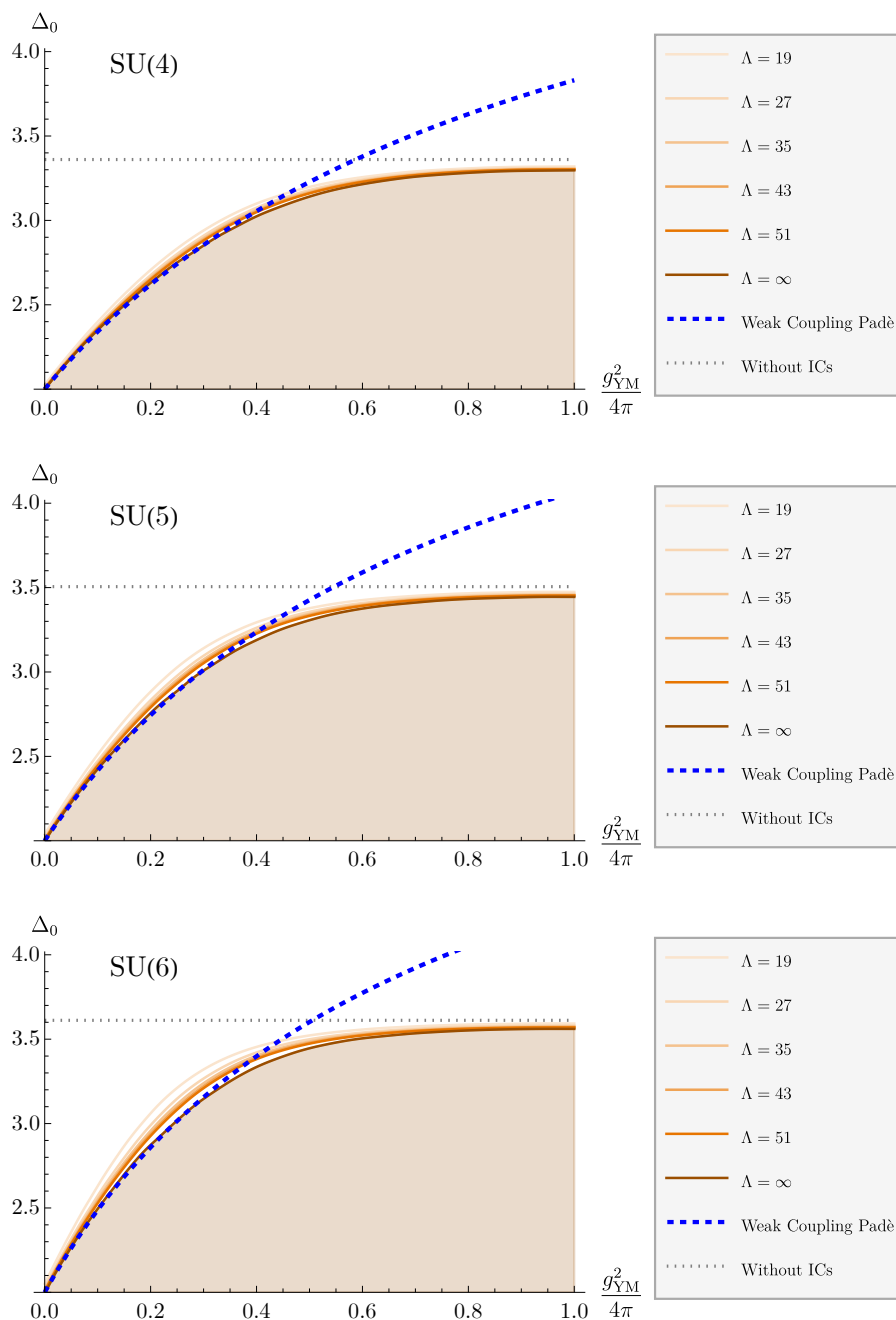 Δ₀
4.0
SU(4)
3.5
3.0
2.5
0.0 0.2 0.4 0.6 0.8 1.0
g²_YM
4π
Λ = 19
Λ = 27
Λ = 35
Λ = 43
Λ = 51
Λ = ∞
Weak Coupling Padè
Without ICs
Δ₀
4.0
SU(5)
3.5
3.0
2.5
0.0 0.2 0.4 0.6 0.8 1.0
g²_YM
4π
Λ = 19
Λ = 27
Λ = 35
Λ = 43
Λ = 51
Λ = ∞
Weak Coupling Padè
Without ICs
Δ₀
4.0
SU(6)
3.5
3.0
2.5
0.0 0.2 0.4 0.6 0.8 1.0
g²_YM
4π
Λ = 19
Λ = 27
Λ = 35
Λ = 43
Λ = 51
Λ = ∞
Weak Coupling Padè
Without ICs